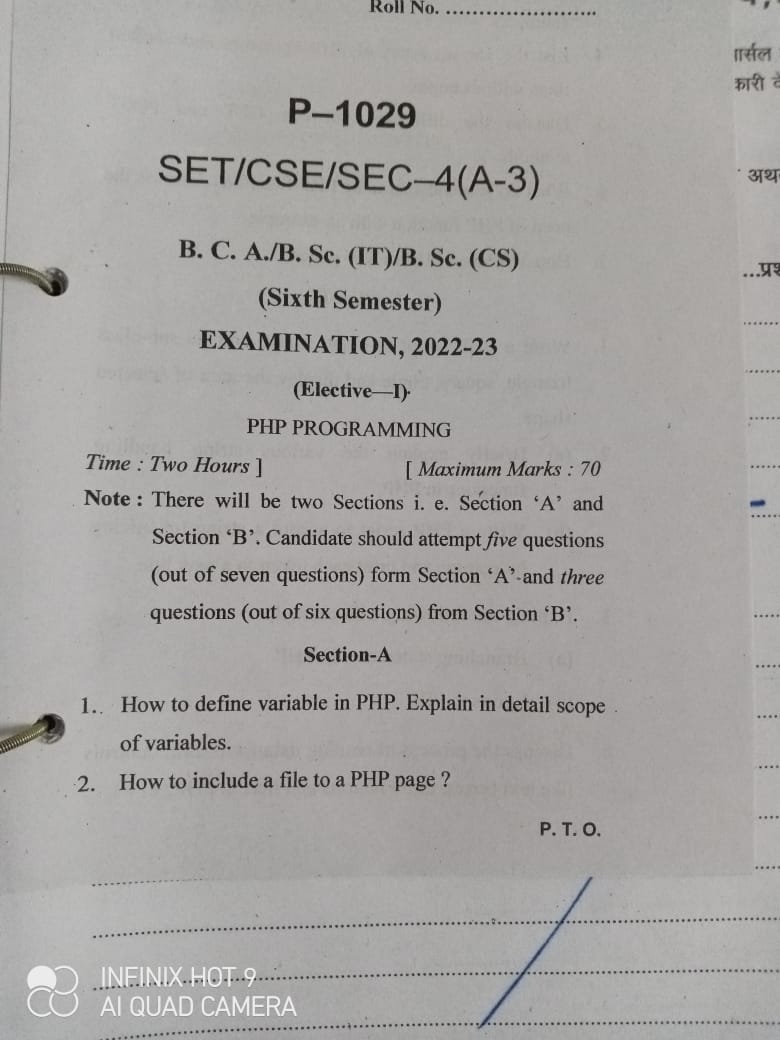 Roll No. ............................
P–1029
SET/CSE/SEC–4(A-3)
B. C. A./B. Sc. (IT)/B. Sc. (CS)
(Sixth Semester)
EXAMINATION, 2022-23
(Elective—I)
PHP PROGRAMMING
Time : Two Hours ] [ Maximum Marks : 70
Note : There will be two Sections i. e. Section ‘A’ and
Section ‘B’. Candidate should attempt five questions
(out of seven questions) form Section ‘A’ and three
questions (out of six questions) from Section ‘B’.
Section-A
1. How to define variable in PHP. Explain in detail scope
of variables.
2. How to include a file to a PHP page ?
P. T. O.
INFINIX HOT 9
AI QUAD CAMERA